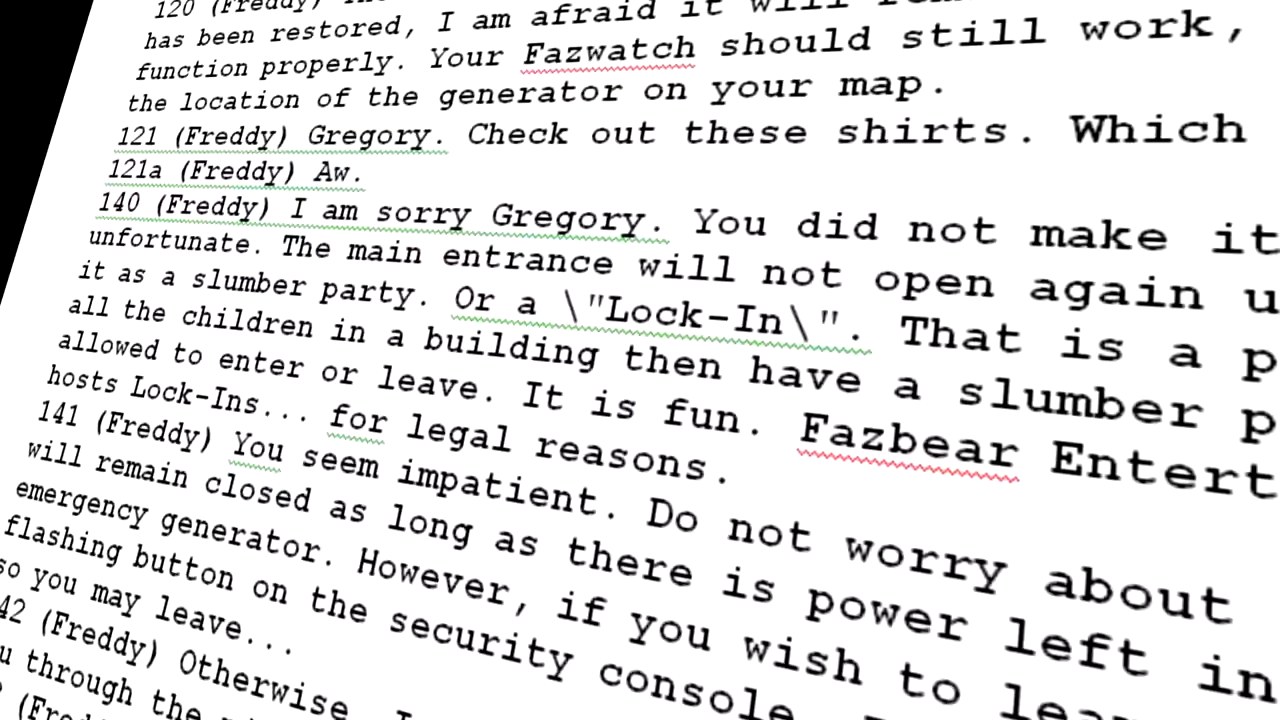 120 (Freddy)
has been restored, I am afraid it will
function properly. Your Fazwatch should still work,
the location of the generator on your map.
121 (Freddy) Gregory. Check out these shirts. Which
121a (Freddy) Aw.
140 (Freddy) I am sorry Gregory. You did not make it
unfortunate. The main entrance will not open again u
it as a slumber party. Or a \"Lock-In\". That is a p
all the children in a building then have a slumber p
allowed to enter or leave. It is fun. Fazbear Entert
hosts Lock-Ins... for legal reasons.
141 (Freddy) You seem impatient. Do not worry about
will remain closed as long as there is power left in
emergency generator. However, if you wish to lea
flashing button on the security console.
so you may leave...
42 (Freddy) Otherwise, I
u through the